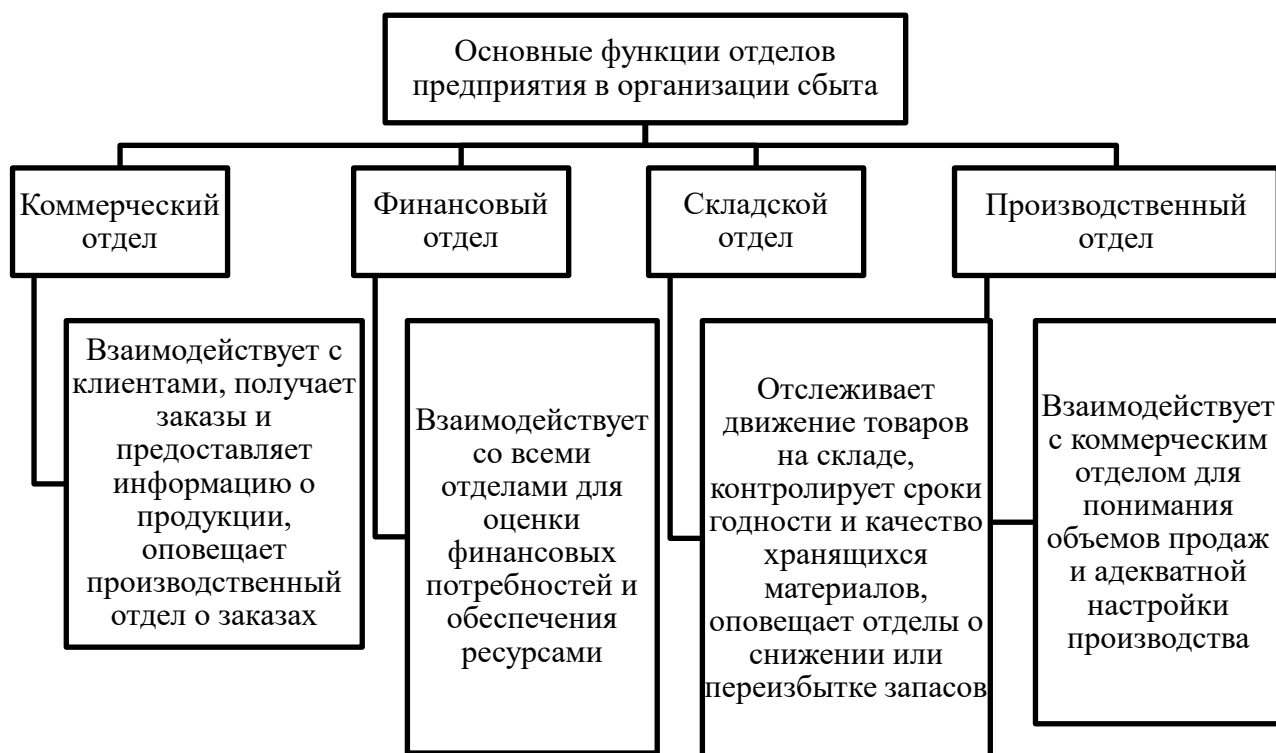 Основные функции отделов
предприятия в организации сбыта
Коммерческий
отдел
Финансовый
отдел
Складской
отдел
Производственный
отдел
Взаимодействует с
клиентами, получает
заказы и
предоставляет
информацию о
продукции,
оповещает
производственный
отдел о заказах
Взаимодействует
со всеми
отделами для
оценки
финансовых
потребностей и
обеспечения
ресурсами
Отслеживает
движение товаров
на складе,
контролирует сроки
годности и качество
хранящихся
материалов,
оповещает отделы о
снижении или
переизбытке запасов
Взаимодействует
с коммерческим
отделом для
понимания
объемов продаж
и адекватной
настройки
производства